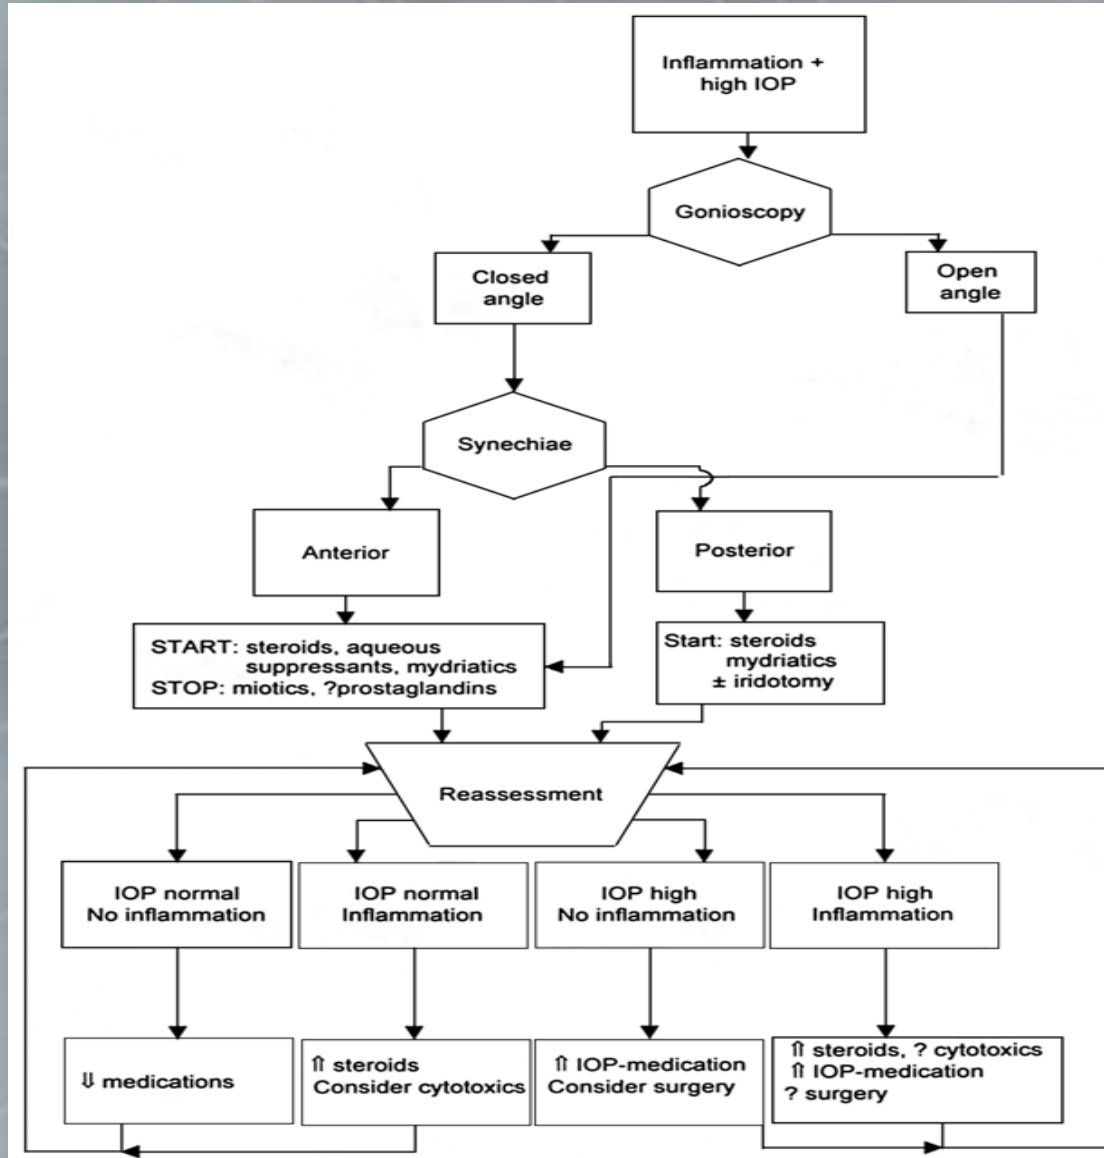 Inflammation +
high IOP
Gonioscopy
Closed
angle
Open
angle
Synechiae
Anterior
Posterior
START: steroids, aqueous
suppressants, mydriatics
STOP: miotics, ?prostaglandins
Start: steroids
mydriatics
± iridotomy
Reassessment
IOP normal
No inflammation
IOP normal
Inflammation
IOP high
No inflammation
IOP high
Inflammation
⇓ medications
⇑ steroids
Consider cytotoxics
⇑ IOP-medication
Consider surgery
⇑ steroids, ? cytotoxics
⇑ IOP-medication
? surgery